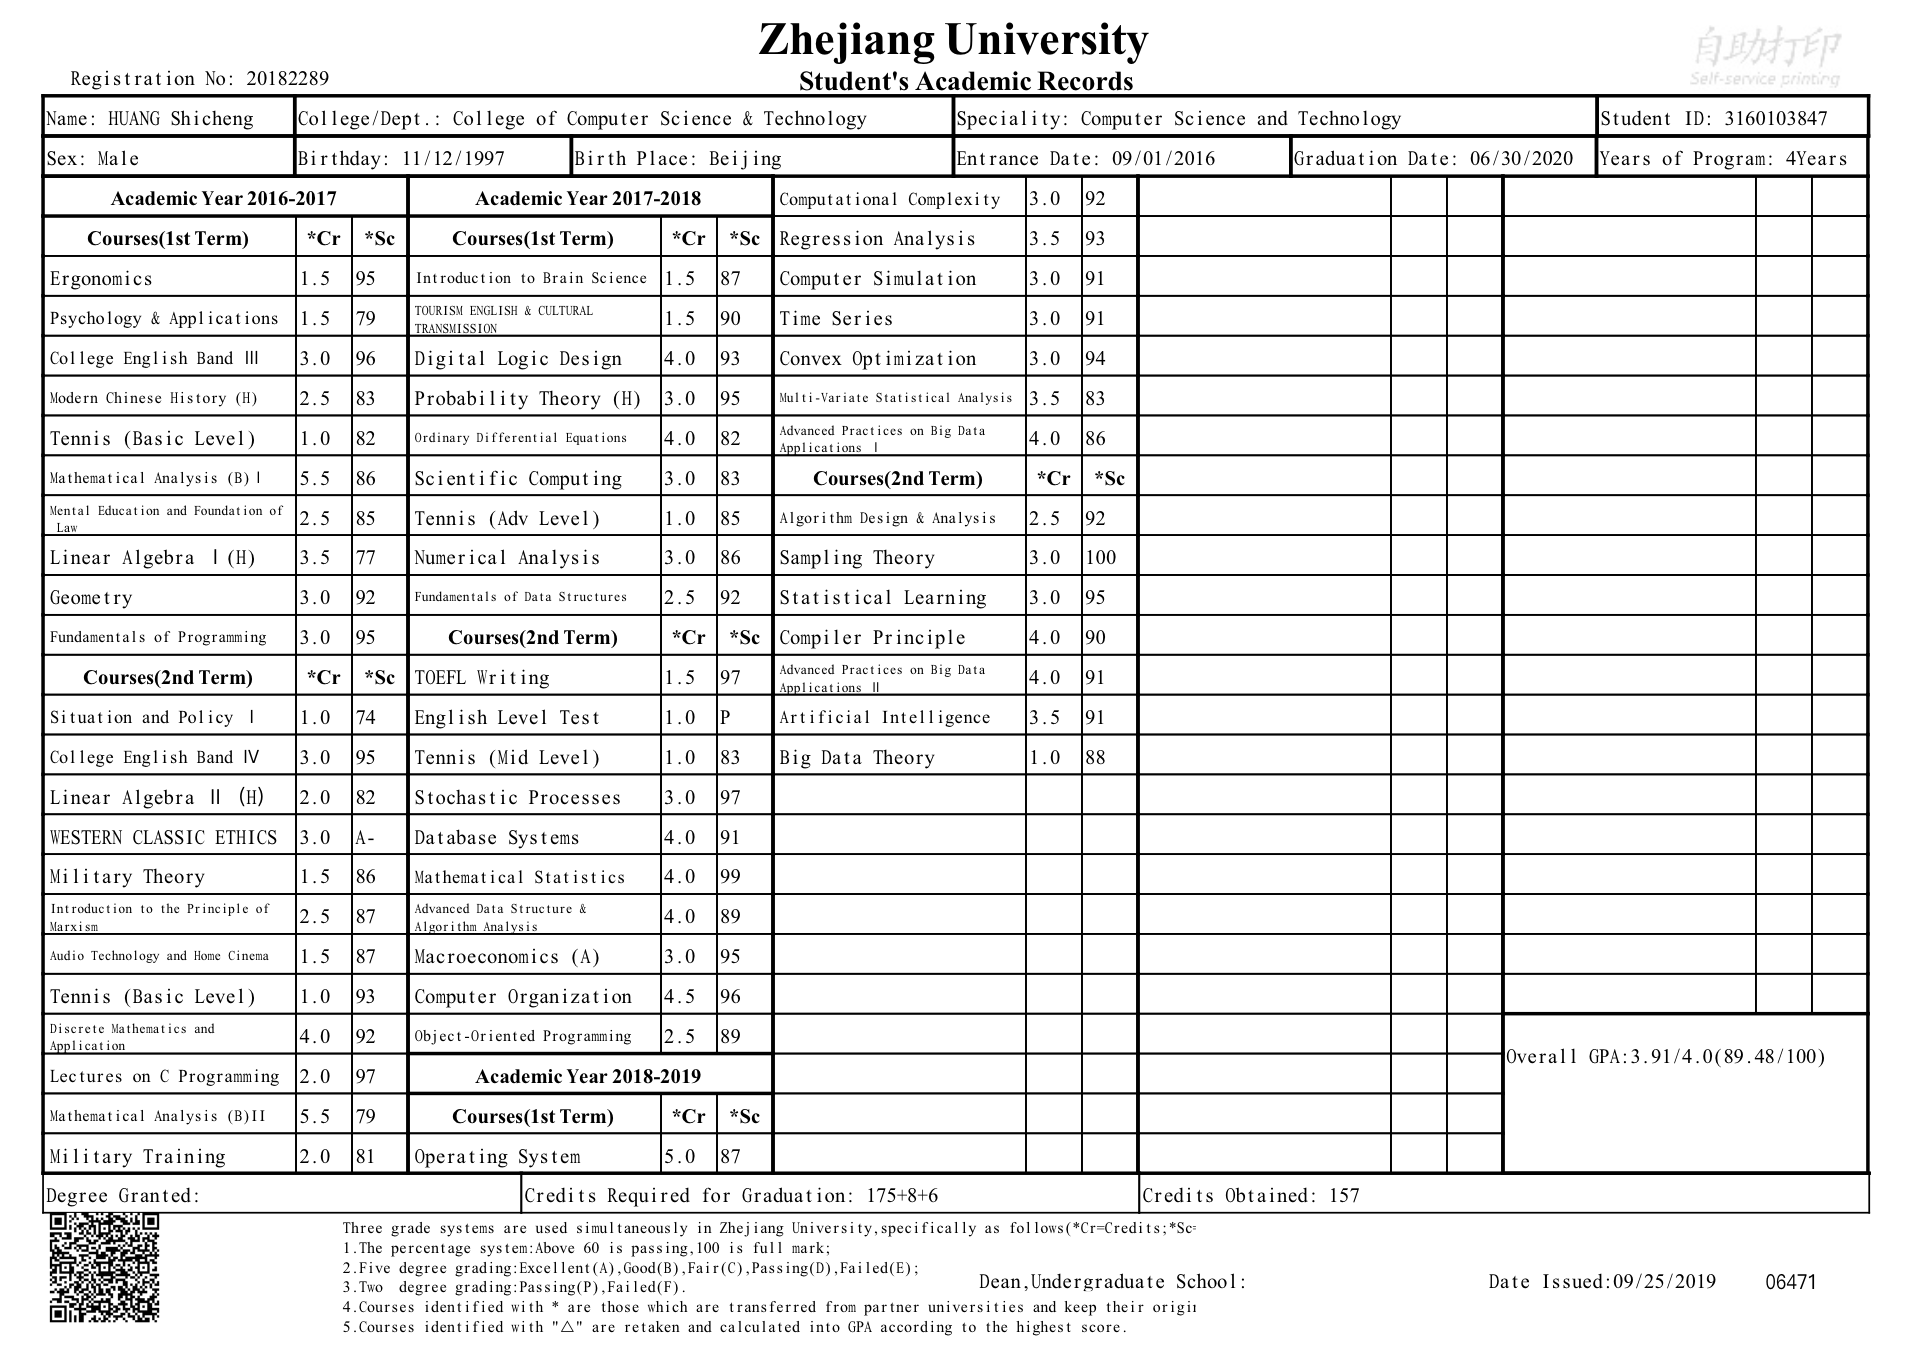 Zhejiang University
自助打印
Self-service printing
Registration No: 20182289
Student's Academic Records
Name: HUANG Shicheng College/Dept.: College of Computer Science & Technology Speciality: Computer Science and Technology Student ID: 3160103847
Sex: Male Birthday: 11/12/1997 Birth Place: Beijing Entrance Date: 09/01/2016 Graduation Date: 06/30/2020 Years of Program: 4Years
Academic Year 2016-2017
Courses(1st Term) *Cr *Sc
Ergonomics 1.5 95
Psychology & Applications 1.5 79
College English Band Ⅲ 3.0 96
Modern Chinese History (H) 2.5 83
Tennis (Basic Level) 1.0 82
Mathematical Analysis (B)Ⅰ 5.5 86
Mental Education and Foundation of
Law 2.5 85
Linear Algebra Ⅰ(H) 3.5 77
Geometry 3.0 92
Fundamentals of Programming 3.0 95
Courses(2nd Term) *Cr *Sc
Situation and Policy Ⅰ 1.0 74
College English Band Ⅳ 3.0 95
Linear Algebra Ⅱ (H) 2.0 82
WESTERN CLASSIC ETHICS 3.0 A-
Military Theory 1.5 86
Introduction to the Principle of
Marxism 2.5 87
Audio Technology and Home Cinema 1.5 87
Tennis (Basic Level) 1.0 93
Discrete Mathematics and
Application 4.0 92
Lectures on C Programming 2.0 97
Mathematical Analysis (B)II 5.5 79
Military Training 2.0 81
Academic Year 2017-2018
Courses(1st Term) *Cr *Sc
Introduction to Brain Science 1.5 87
TOURISM ENGLISH & CULTURAL
TRANSMISSION 1.5 90
Digital Logic Design 4.0 93
Probability Theory (H) 3.0 95
Ordinary Differential Equations 4.0 82
Scientific Computing 3.0 83
Tennis (Adv Level) 1.0 85
Numerical Analysis 3.0 86
Fundamentals of Data Structures 2.5 92
Courses(2nd Term) *Cr *Sc
TOEFL Writing 1.5 97
English Level Test 1.0 P
Tennis (Mid Level) 1.0 83
Stochastic Processes 3.0 97
Database Systems 4.0 91
Mathematical Statistics 4.0 99
Advanced Data Structure &
Algorithm Analysis 4.0 89
Macroeconomics (A) 3.0 95
Computer Organization 4.5 96
Object-Oriented Programming 2.5 89
Academic Year 2018-2019
Courses(1st Term) *Cr *Sc
Operating System 5.0 87
Computational Complexity 3.0 92
Regression Analysis 3.5 93
Computer Simulation 3.0 91
Time Series 3.0 91
Convex Optimization 3.0 94
Multi-Variate Statistical Analysis 3.5 83
Advanced Practices on Big Data
Applications Ⅰ 4.0 86
Courses(2nd Term) *Cr *Sc
Algorithm Design & Analysis 2.5 92
Sampling Theory 3.0 100
Statistical Learning 3.0 95
Compiler Principle 4.0 90
Advanced Practices on Big Data
Applications Ⅱ 4.0 91
Artificial Intelligence 3.5 91
Big Data Theory 1.0 88
Overall GPA:3.91/4.0(89.48/100)
Degree Granted: Credits Required for Graduation: 175+8+6 Credits Obtained: 157
Three grade systems are used simultaneously in Zhejiang University,specifically as follows(*Cr=Credits;*Sc=
1.The percentage system:Above 60 is passing,100 is full mark;
2.Five degree grading:Excellent(A),Good(B),Fair(C),Passing(D),Failed(E);
3.Two degree grading:Passing(P),Failed(F).
4.Courses identified with * are those which are transferred from partner universities and keep their origin
5.Courses identified with "△" are retaken and calculated into GPA according to the highest score.
Dean,Undergraduate School:
Date Issued:09/25/2019 06471